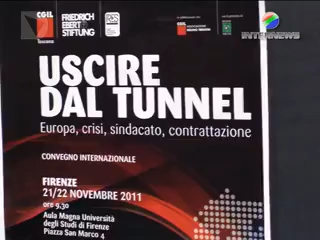 CGIL
Toscana
FRIEDRICH
EBERT
STIFTUNG
INTERNEWS
USCIRE
DAL TUNNEL
Europa, crisi, sindacato, contrattazione
CONVEGNO INTERNAZIONALE
FIRENZE
21/22 NOVEMBRE 2011
ore 9,30
Aula Magna Università
degli Studi di Firenze
Piazza San Marco 4